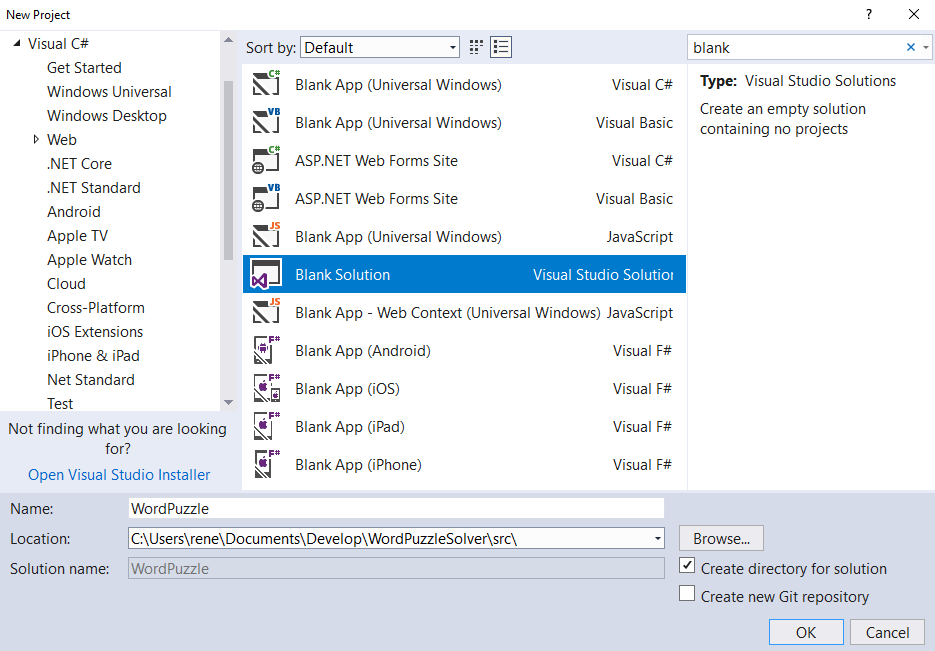 New Project
?
Visual C#
Get Started
Windows Universal
Windows Desktop
Web
.NET Core
.NET Standard
Android
Apple TV
Apple Watch
Cloud
Cross-Platform
iOS Extensions
iPhone & iPad
Net Standard
Test
Not finding what you are looking
for?
Open Visual Studio Installer
Sort by: Default
C# Blank App (Universal Windows) Visual C#
VB Blank App (Universal Windows) Visual Basic
C# ASP.NET Web Forms Site Visual C#
VB ASP.NET Web Forms Site Visual Basic
JS Blank App (Universal Windows) JavaScript
Blank Solution Visual Studio Solution
JS Blank App - Web Context (Universal Windows) JavaScript
F# Blank App (Android) Visual F#
F# Blank App (iOS) Visual F#
F# Blank App (iPad) Visual F#
F# Blank App (iPhone) Visual F#
blank
Type: Visual Studio Solutions
Create an empty solution
containing no projects
Name: WordPuzzle
Location: C:\Users\rene\Documents\Develop\WordPuzzleSolver\src\ Browse...
Solution name: WordPuzzle
Create directory for solution
Create new Git repository
OK Cancel